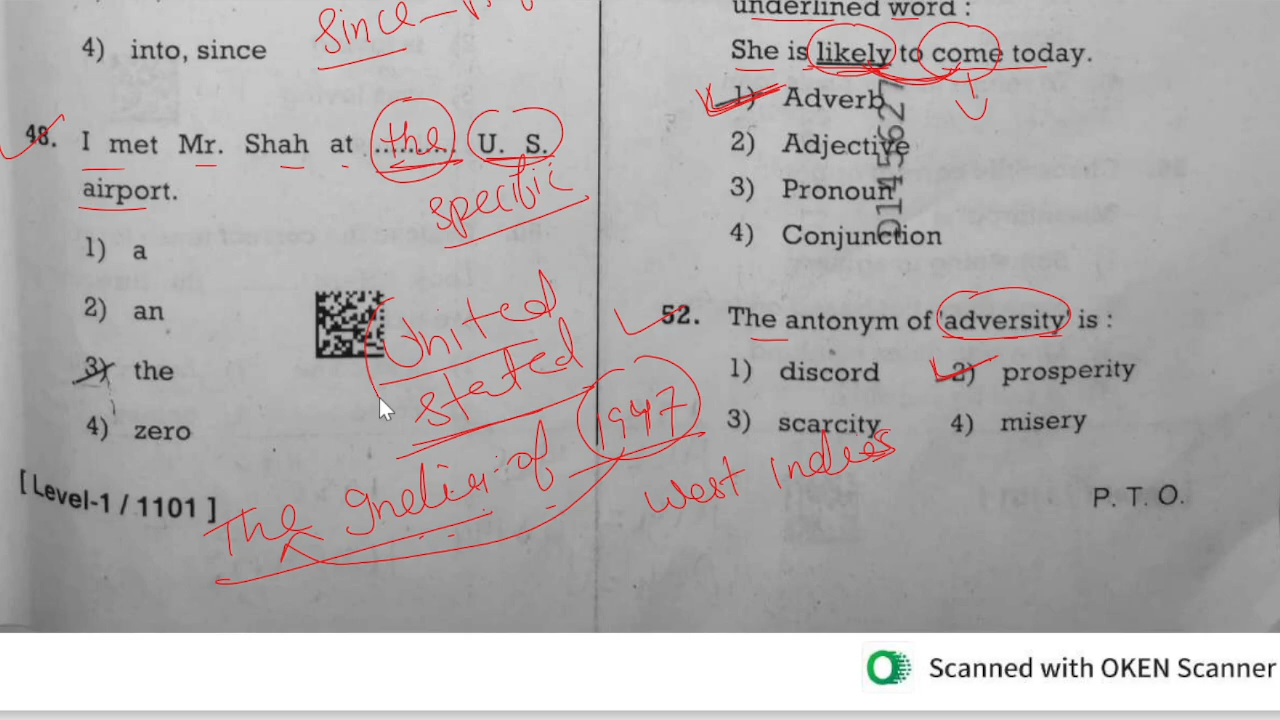 4) into, since
Since
48. I met Mr. Shah at .......... U. S.
the
airport.
specific
1) a
2) an
3) the
4) zero
United
stated
The India of 1947
West Indies
[ Level-1 / 1101 ]
underlined word :
She is likely to come today.
1) Adverb
2) Adjective
3) Pronoun
4) Conjunction
01145627
52. The antonym of 'adversity' is :
1) discord 2) prosperity
3) scarcity 4) misery
P. T. O.
Scanned with OKEN Scanner